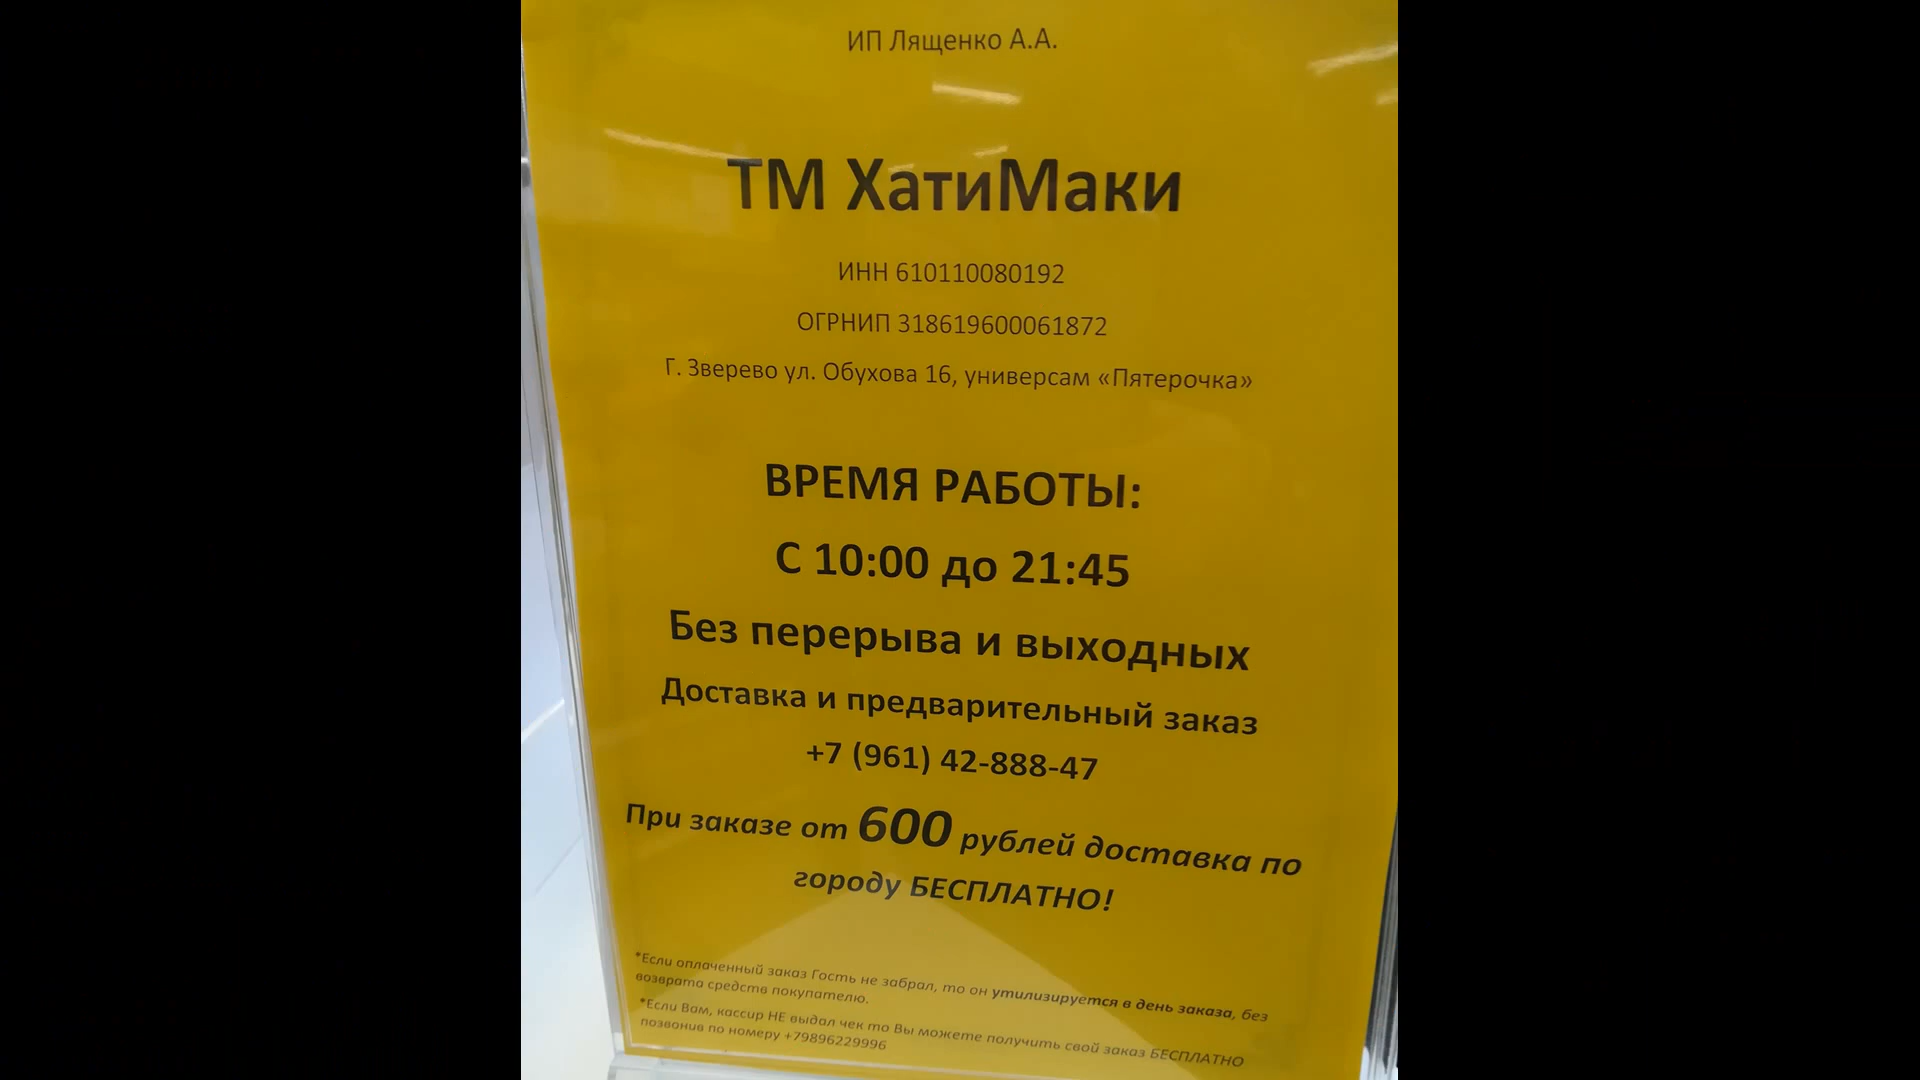 ИП Лященко А.А.
ТМ ХатиМаки
ИНН 610110080192
ОГРНИП 318619600061872
Г. Зверево ул. Обухова 16, универсам «Пятерочка»
ВРЕМЯ РАБОТЫ:
С 10:00 до 21:45
Без перерыва и выходных
Доставка и предварительный заказ
+7 (961) 42-888-47
При заказе от 600 рублей доставка по
городу БЕСПЛАТНО!
*Если оплаченный заказ Гость не забрал, то он утилизируется в день заказа, без
возврата средств покупателю.
*Если Вам, кассир НЕ выдал чек то Вы можете получить свой заказ БЕСПЛАТНО
позвонив по номеру +79896229996